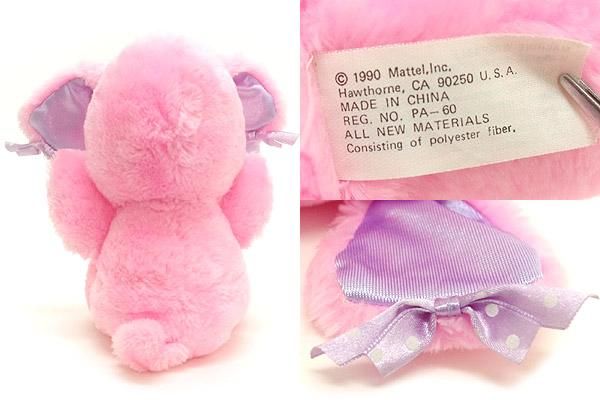 © 1990 Mattel,Inc.
Hawthorne, CA 90250 U.S.A.
MADE IN CHINA
REG. NO. PA-60
ALL NEW MATERIALS
Consisting of polyester fiber.